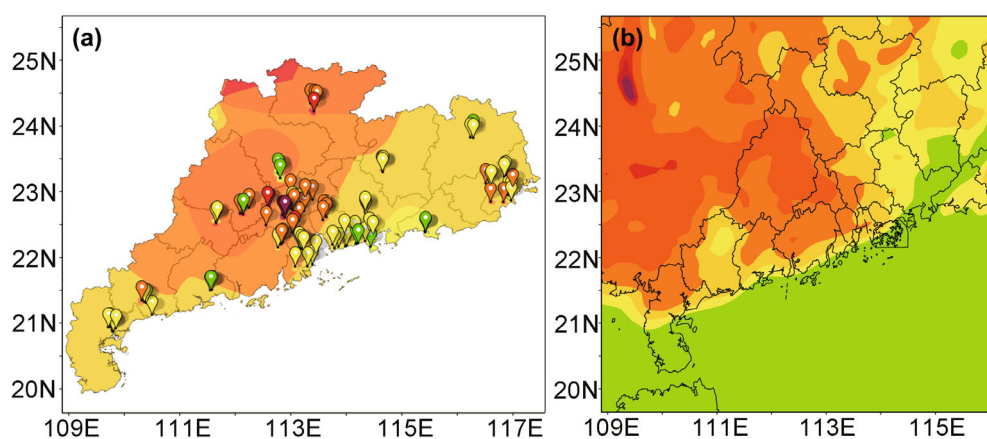 (a)
(b)
25N
24N
23N
22N
21N
20N
109E 111E 113E 115E 117E
25N
24N
23N
22N
21N
20N
109E 111E 113E 115E